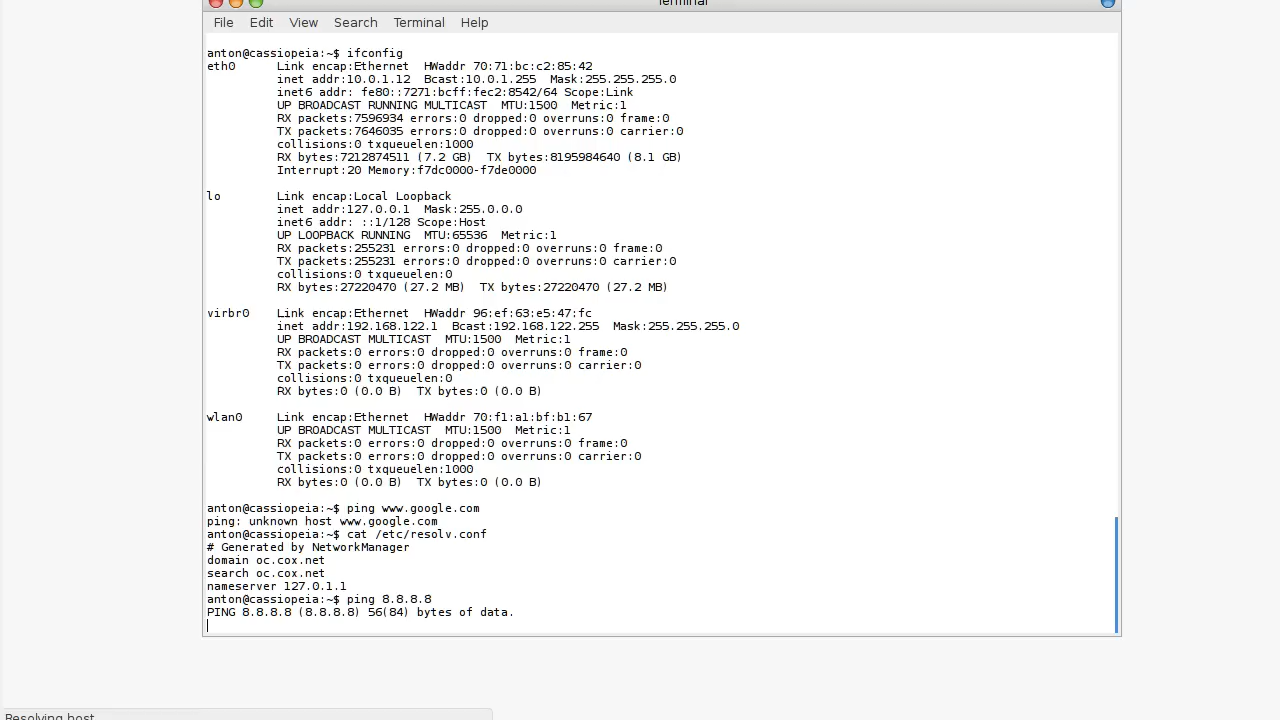 Terminal
File Edit View Search Terminal Help
anton@cassiopeia:~$ ifconfig
eth0      Link encap:Ethernet  HWaddr 70:71:bc:c2:85:42
          inet addr:10.0.1.12  Bcast:10.0.1.255  Mask:255.255.255.0
          inet6 addr: fe80::7271:bcff:fec2:8542/64 Scope:Link
          UP BROADCAST RUNNING MULTICAST  MTU:1500  Metric:1
          RX packets:7596934 errors:0 dropped:0 overruns:0 frame:0
          TX packets:7646035 errors:0 dropped:0 overruns:0 carrier:0
          collisions:0 txqueuelen:1000
          RX bytes:7212874511 (7.2 GB)  TX bytes:8195984640 (8.1 GB)
          Interrupt:20 Memory:f7dc0000-f7de0000
lo        Link encap:Local Loopback
          inet addr:127.0.0.1  Mask:255.0.0.0
          inet6 addr: ::1/128 Scope:Host
          UP LOOPBACK RUNNING  MTU:65536  Metric:1
          RX packets:255231 errors:0 dropped:0 overruns:0 frame:0
          TX packets:255231 errors:0 dropped:0 overruns:0 carrier:0
          collisions:0 txqueuelen:0
          RX bytes:27220470 (27.2 MB)  TX bytes:27220470 (27.2 MB)
virbr0    Link encap:Ethernet  HWaddr 96:ef:63:e5:47:fc
          inet addr:192.168.122.1  Bcast:192.168.122.255  Mask:255.255.255.0
          UP BROADCAST MULTICAST  MTU:1500  Metric:1
          RX packets:0 errors:0 dropped:0 overruns:0 frame:0
          TX packets:0 errors:0 dropped:0 overruns:0 carrier:0
          collisions:0 txqueuelen:0
          RX bytes:0 (0.0 B)  TX bytes:0 (0.0 B)
wlan0     Link encap:Ethernet  HWaddr 70:f1:a1:bf:b1:67
          UP BROADCAST MULTICAST  MTU:1500  Metric:1
          RX packets:0 errors:0 dropped:0 overruns:0 frame:0
          TX packets:0 errors:0 dropped:0 overruns:0 carrier:0
          collisions:0 txqueuelen:1000
          RX bytes:0 (0.0 B)  TX bytes:0 (0.0 B)
anton@cassiopeia:~$ ping www.google.com
ping: unknown host www.google.com
anton@cassiopeia:~$ cat /etc/resolv.conf
# Generated by NetworkManager
domain oc.cox.net
search oc.cox.net
nameserver 127.0.1.1
anton@cassiopeia:~$ ping 8.8.8.8
PING 8.8.8.8 (8.8.8.8) 56(84) bytes of data.
Resolving host